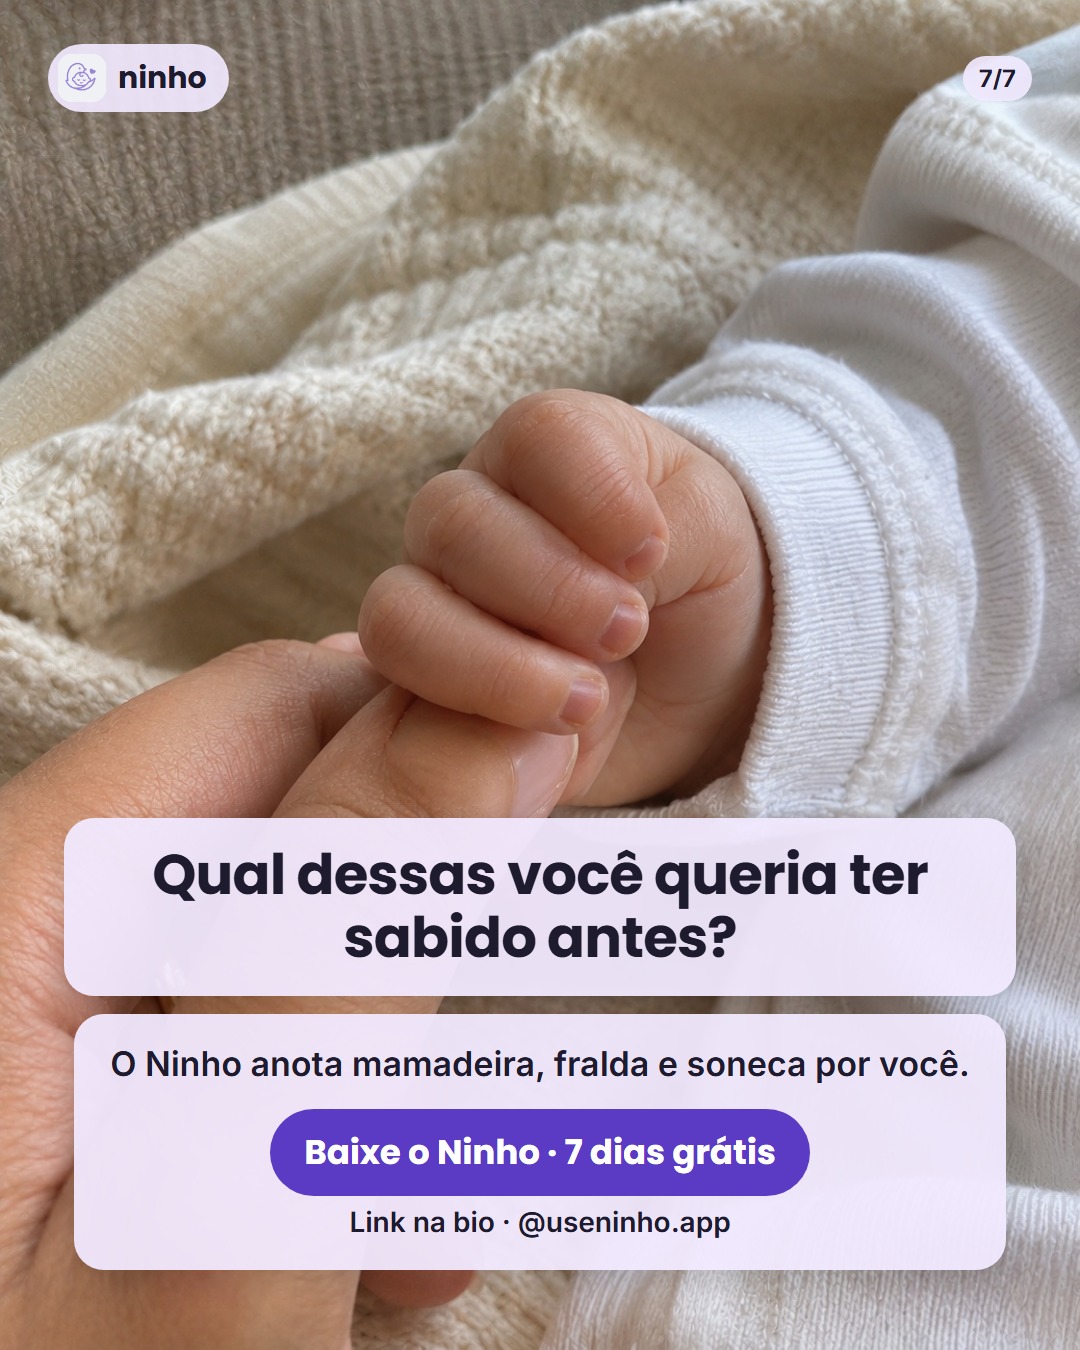 ninho
7/7
Qual dessas você queria ter
sabido antes?
O Ninho anota mamadeira, fralda e soneca por você.
Baixe o Ninho · 7 dias grátis
Link na bio · @useninho.app